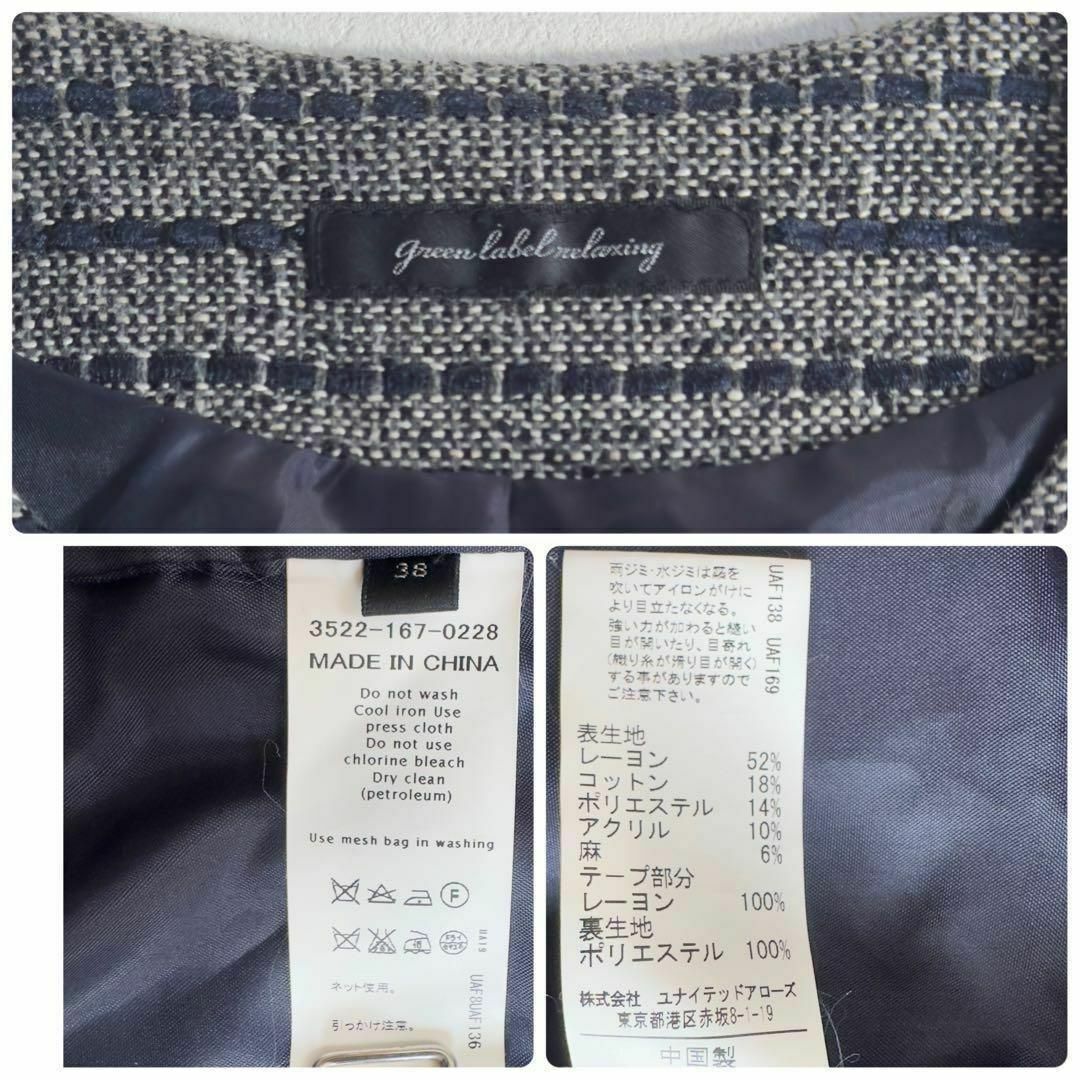 green label relaxing
38
3522-167-0228
MADE IN CHINA
Do not wash
Cool iron Use
press cloth
Do not use
chlorine bleach
Dry clean
(petroleum)
Use mesh bag in washing
F
ドライ
セキユ系
UA19
ネット使用。
引っかけ注意。
UAF8UAF136
雨ジミ・水ジミは霧を
吹いてアイロンがけに
より目立たなくなる。
強い力が加わると縫い
目が開いたり、目寄れ
(織り糸が滑り目が開く)
する事がありますので
ご注意下さい。
UAF138 UAF169
表生地
レーヨン 52%
コットン 18%
ポリエステル 14%
アクリル 10%
麻 6%
テープ部分
レーヨン 100%
裏生地
ポリエステル 100%
株式会社 ユナイテッドアローズ
東京都港区赤坂8-1-19
中国製